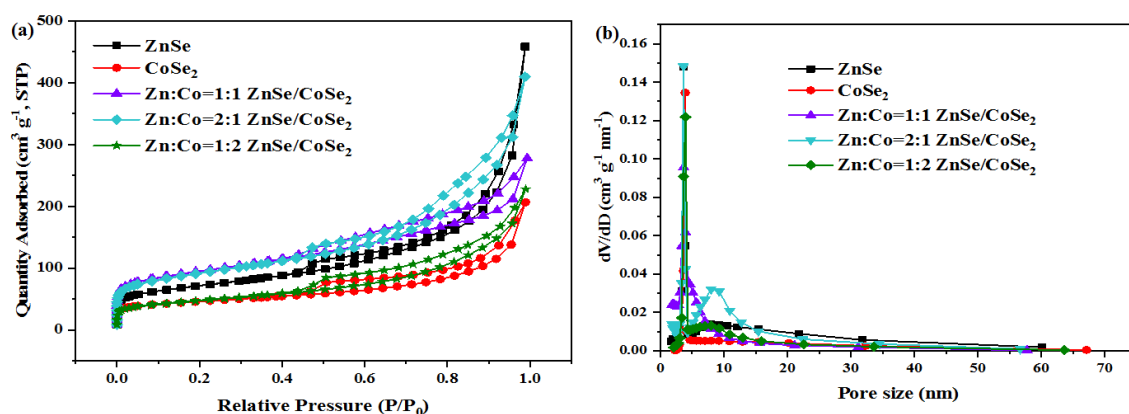 (a)
Quantity Adsorbed (cm³ g⁻¹, STP)
500
400
300
200
100
0
ZnSe
CoSe₂
Zn:Co=1:1 ZnSe/CoSe₂
Zn:Co=2:1 ZnSe/CoSe₂
Zn:Co=1:2 ZnSe/CoSe₂
0.0 0.2 0.4 0.6 0.8 1.0
Relative Pressure (P/P₀)
(b)
dV/dD (cm³ g⁻¹ nm⁻¹)
0.16
0.14
0.12
0.10
0.08
0.06
0.04
0.02
0.00
ZnSe
CoSe₂
Zn:Co=1:1 ZnSe/CoSe₂
Zn:Co=2:1 ZnSe/CoSe₂
Zn:Co=1:2 ZnSe/CoSe₂
0 10 20 30 40 50 60 70
Pore size (nm)